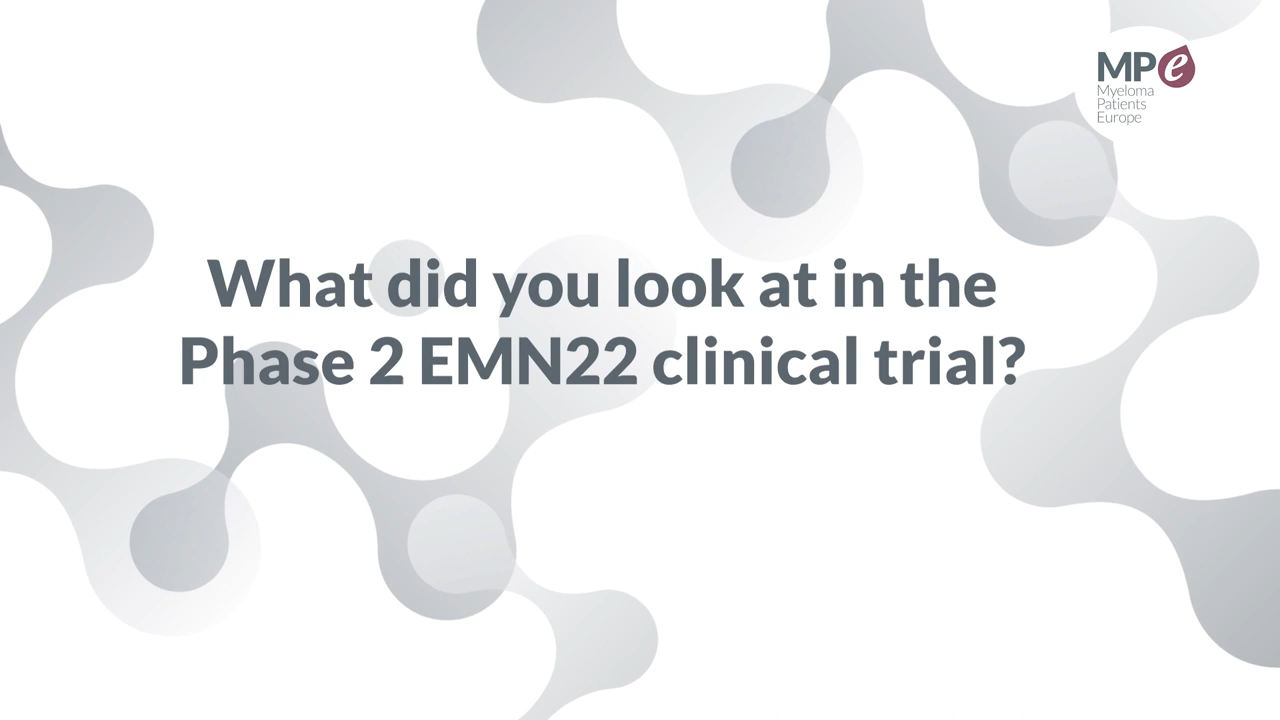 MPe
Myeloma
Patients
Europe
What did you look at in the
Phase 2 EMN22 clinical trial?